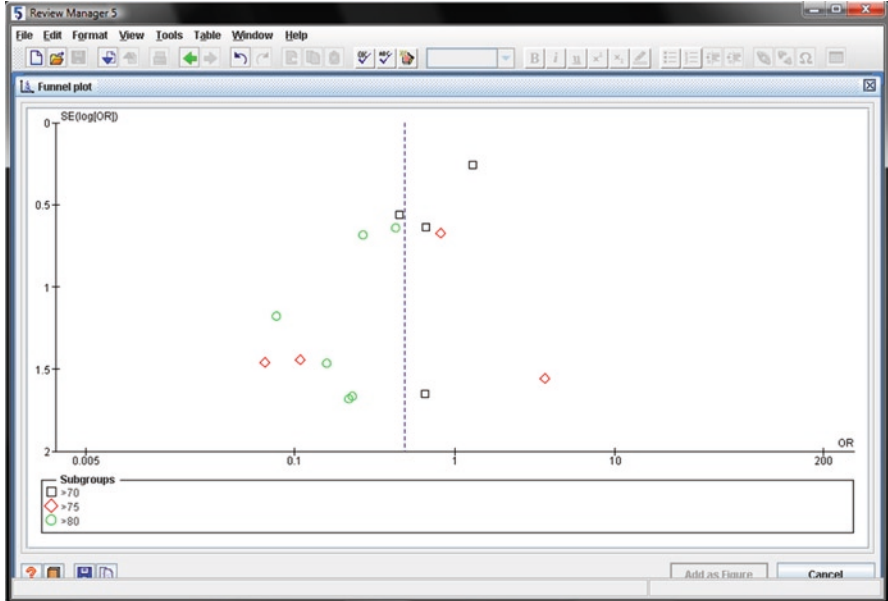 5 Review Manager 5
File Edit Format View Tools Table Window Help
Funnel plot
SE(log[OR])
0
0.5
1
1.5
2
0.005 0.1 1 10 200
OR
Subgroups
>70
>75
>80
Add as Figure Cancel